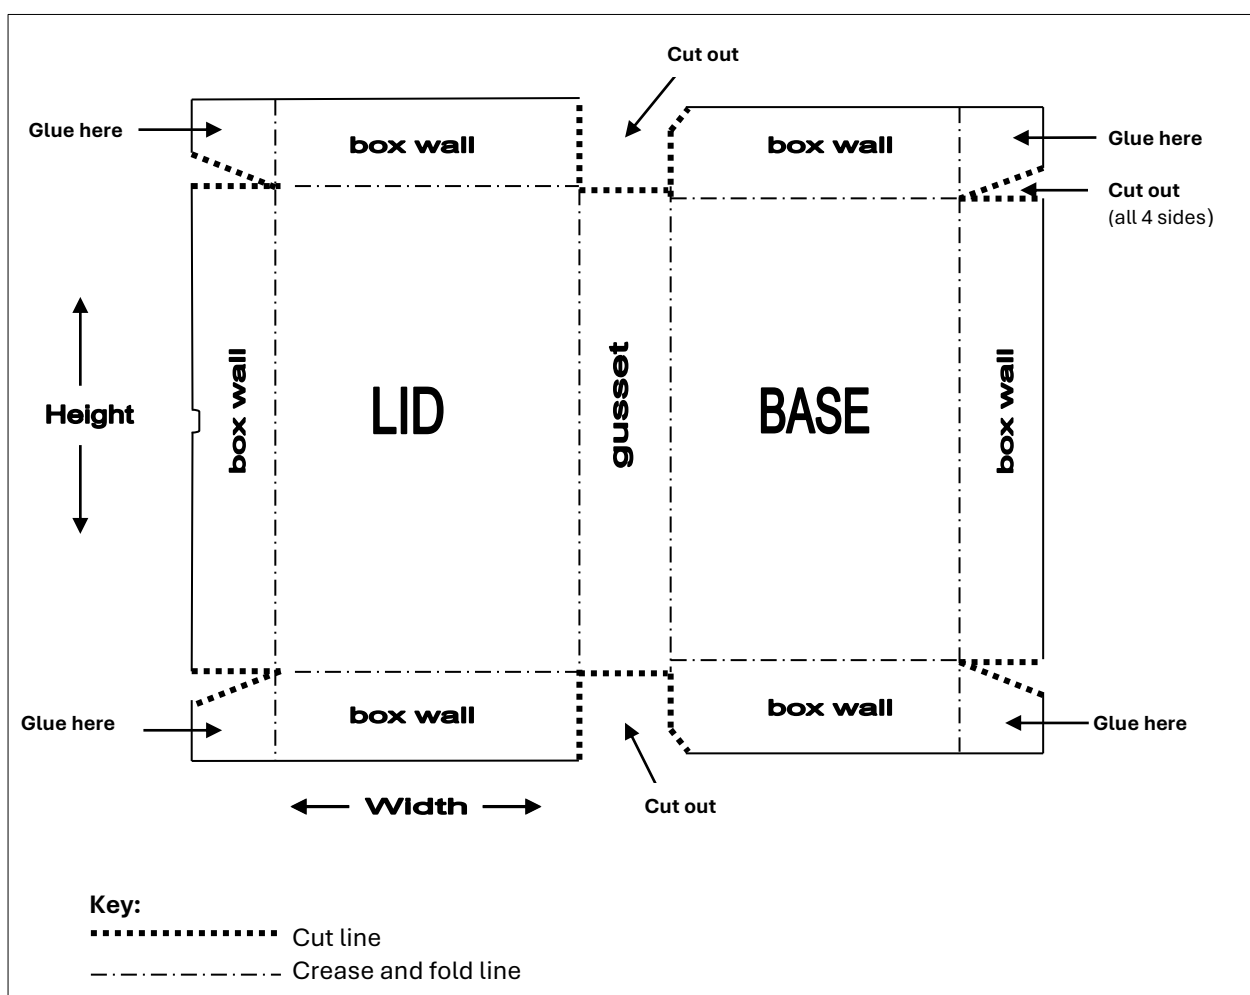 Cut out
Glue here
box wall
box wall
Glue here
Cut out
(all 4 sides)
Height
box wall
LID
gusset
BASE
box wall
Glue here
box wall
box wall
Glue here
Width
Cut out
Key:
Cut line
Crease and fold line